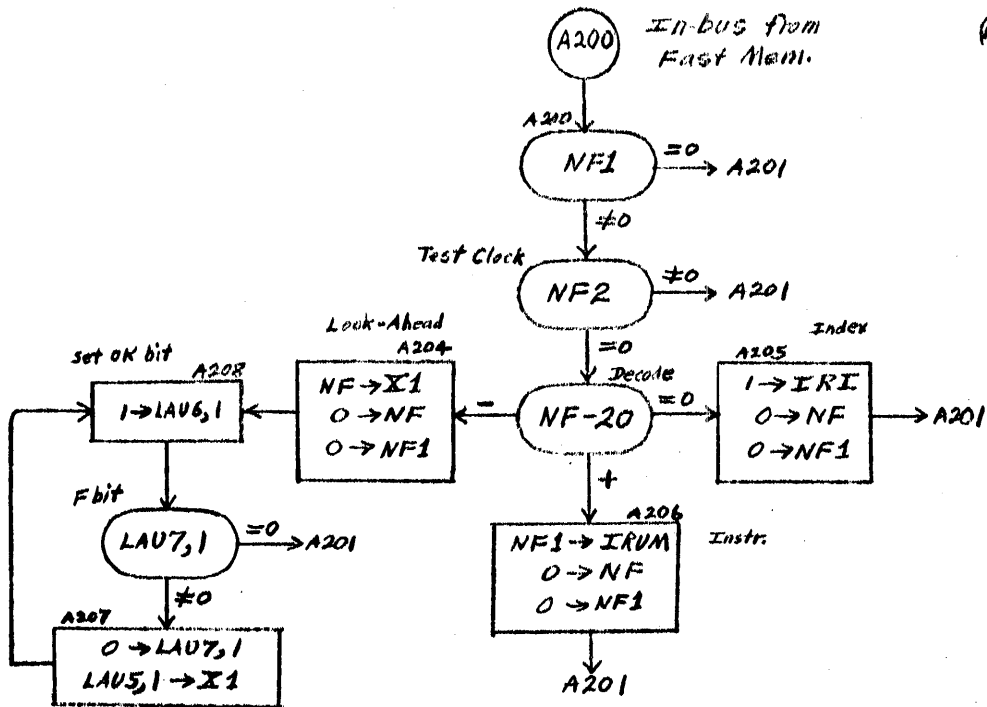 A200
In-bus from
Fast Mem.
A200
NF1
=0
A201
≠0
Test Clock
NF2
≠0
A201
=0
Look-Ahead
A204
NF→X1
0→NF
0→NF1
Set OK bit
A208
1→LAU6,1
Decode
NF-20
-
=0
+
Index
A205
1→IRI
0→NF
0→NF1
A201
F bit
LAU7,1
=0
A201
≠0
A207
0→LAU7,1
LAU5,1→X1
A206
Instr.
NF1→IRUM
0→NF
0→NF1
A201